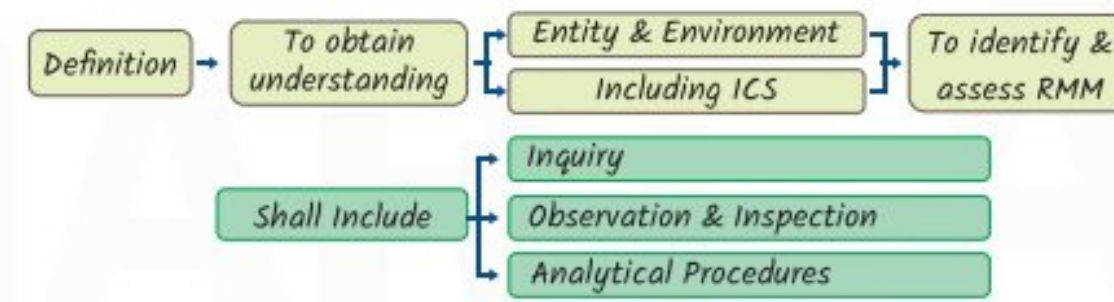 Definition
To obtain
understanding
Entity & Environment
Including ICS
To identify &
assess RMM
Shall Include
Inquiry
Observation & Inspection
Analytical Procedures